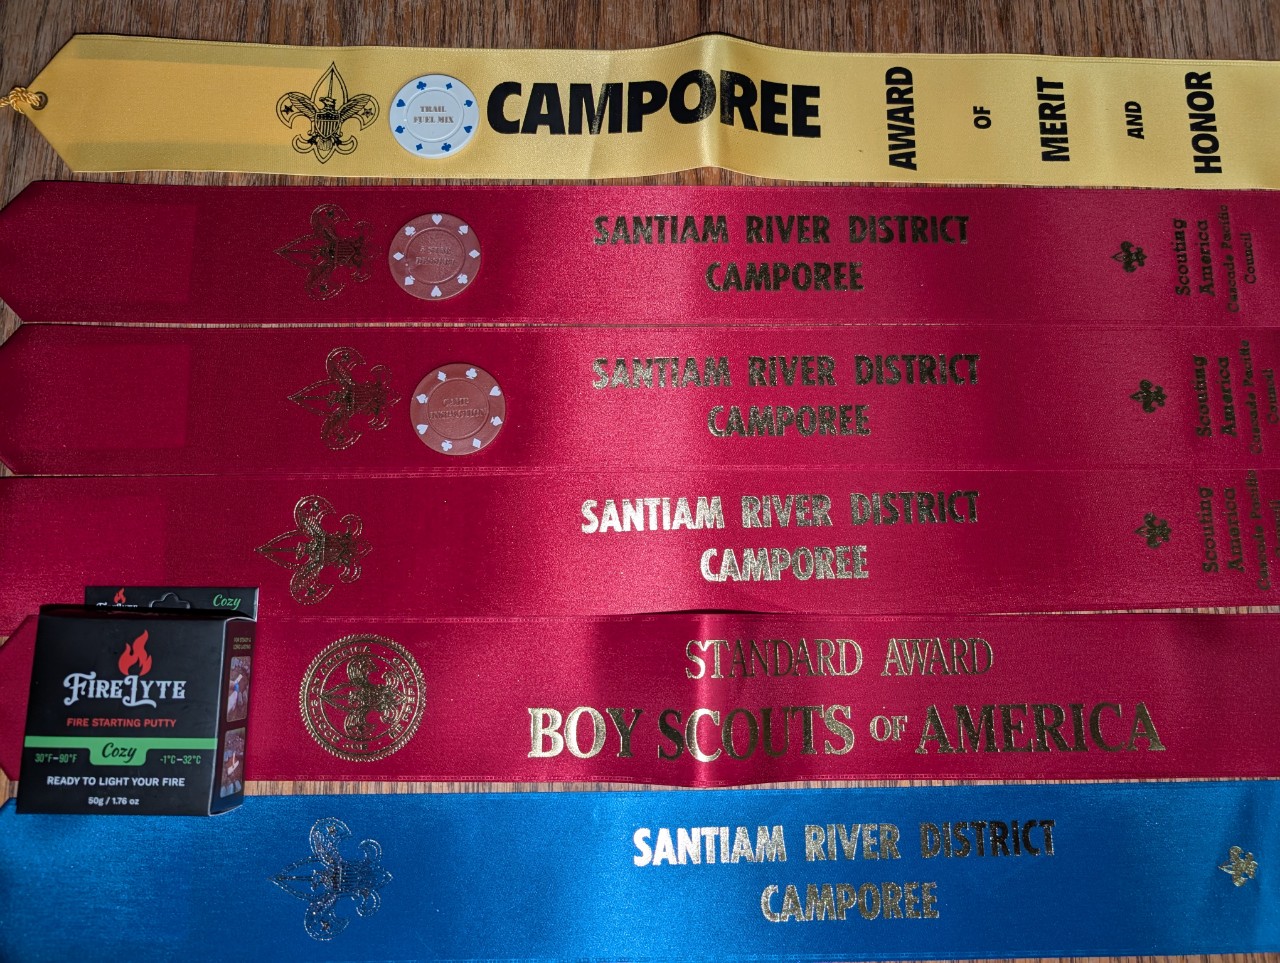 TRAIL
FUEL MIX
CAMPOREE
AWARD
OF
MERIT
AND
HONOR
SANTIAM RIVER DISTRICT
CAMPOREE
Scouting
America
Cascade Pacific
Council
SANTIAM RIVER DISTRICT
CAMPOREE
Scouting
America
Cascade Pacific
Council
SANTIAM RIVER DISTRICT
CAMPOREE
Scouting
America
Cascade Pacific
STANDARD AWARD
BOY SCOUTS OF AMERICA
Cozy
FIRELYTE
FIRE STARTING PUTTY
Cozy
30°F–90°F
-1°C–32°C
READY TO LIGHT YOUR FIRE
50g / 1.76 oz
SANTIAM RIVER DISTRICT
CAMPOREE